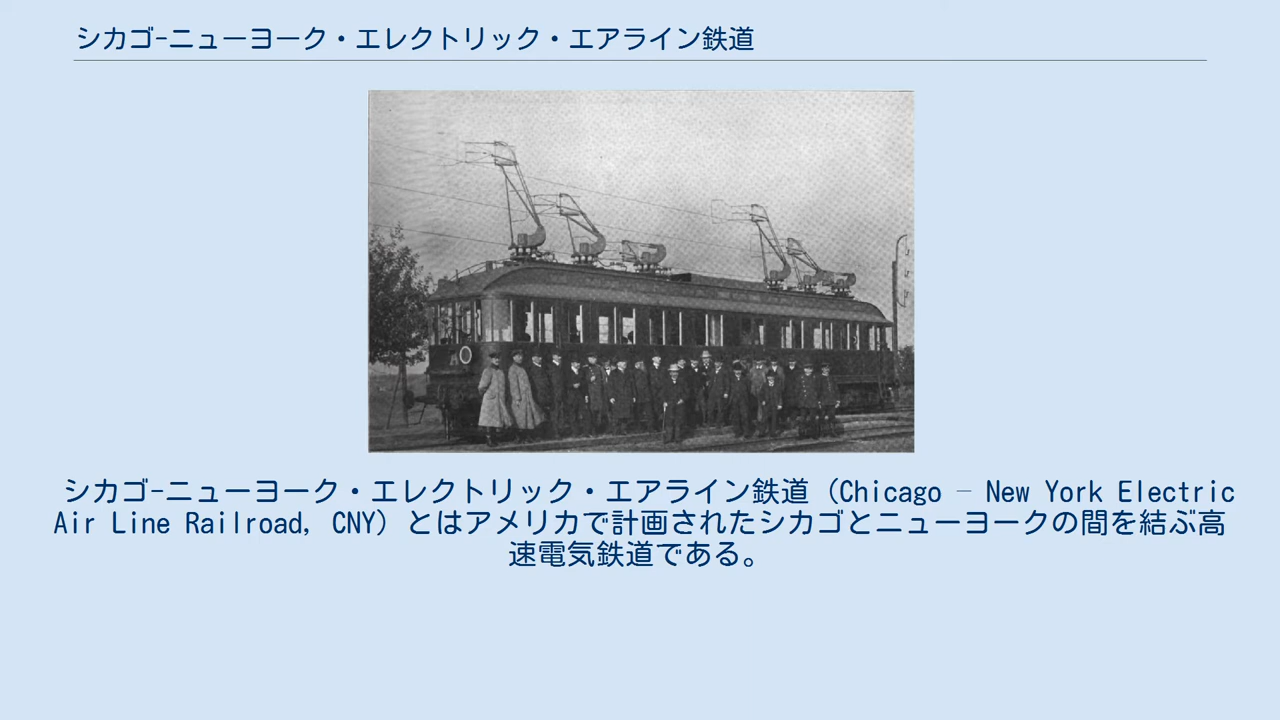 シカゴ-ニューヨーク・エレクトリック・エアライン鉄道
シカゴ-ニューヨーク・エレクトリック・エアライン鉄道（Chicago – New York Electric
Air Line Railroad, CNY）とはアメリカで計画されたシカゴとニューヨークの間を結ぶ高
速電気鉄道である。